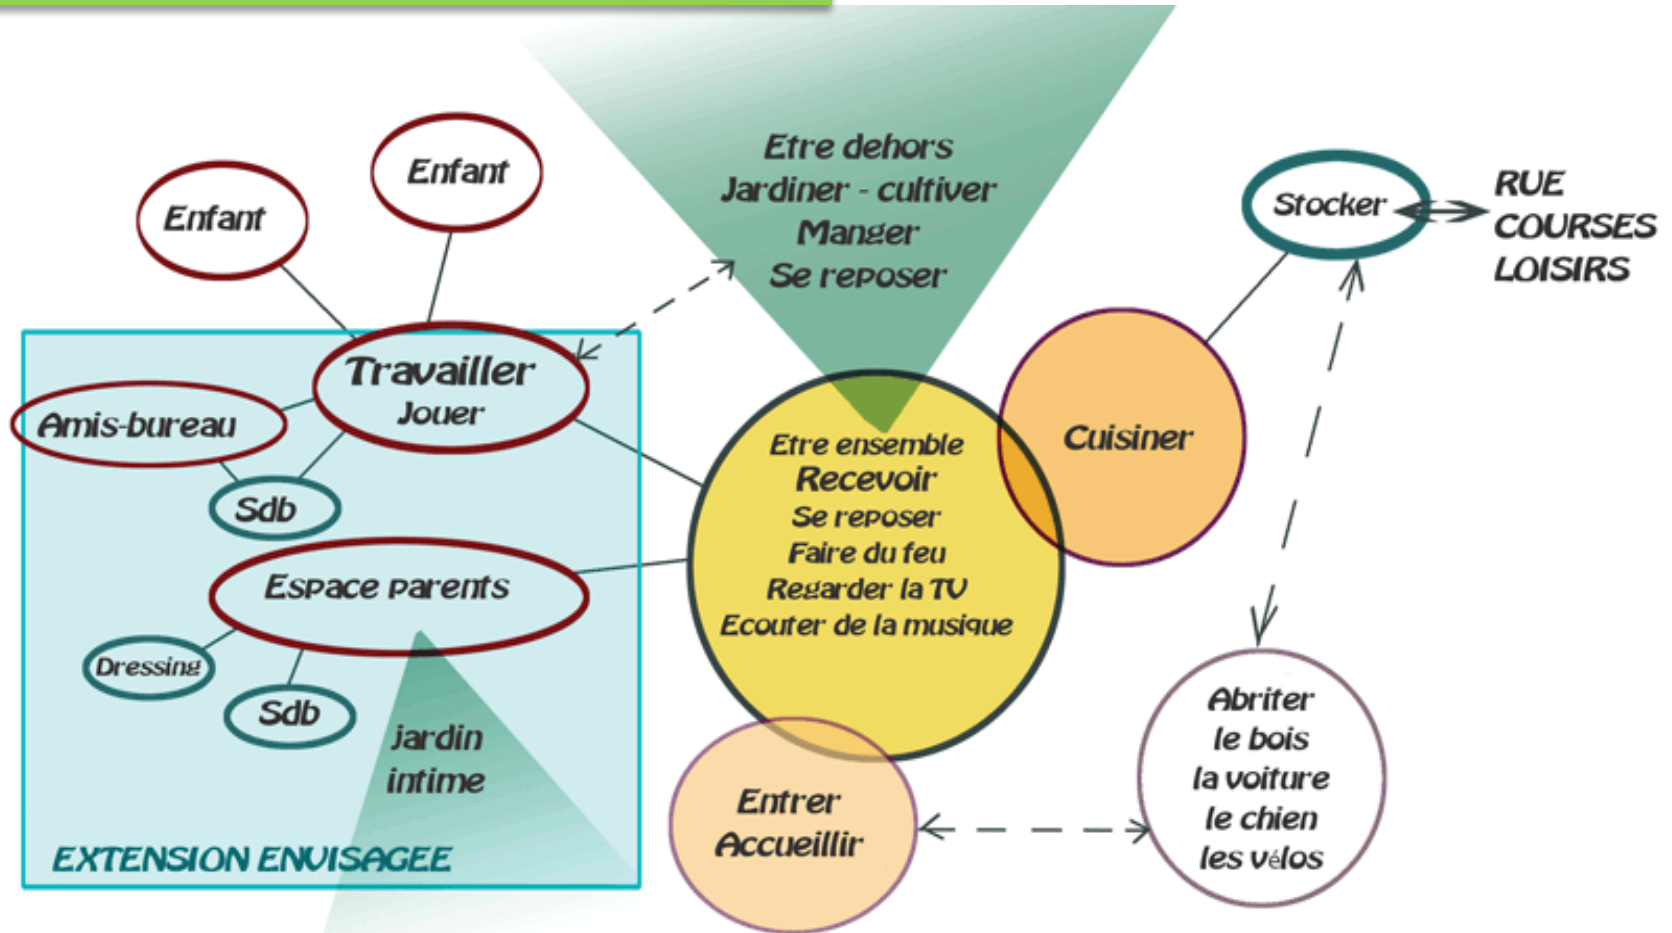 Enfant
Enfant
Etre dehors
Jardiner - cultiver
Manger
Se reposer
Stocker
RUE
COURSES
LOISIRS
Travailler
Jouer
Amis-bureau
Sdb
Espace parents
Dressing
Sdb
jardin
intime
EXTENSION ENVISAGEE
Etre ensemble
Recevoir
Se reposer
Faire du feu
Regarder la TV
Ecouter de la musique
Cuisiner
Entrer
Accueillir
Abriter
le bois
la voiture
le chien
les vélos